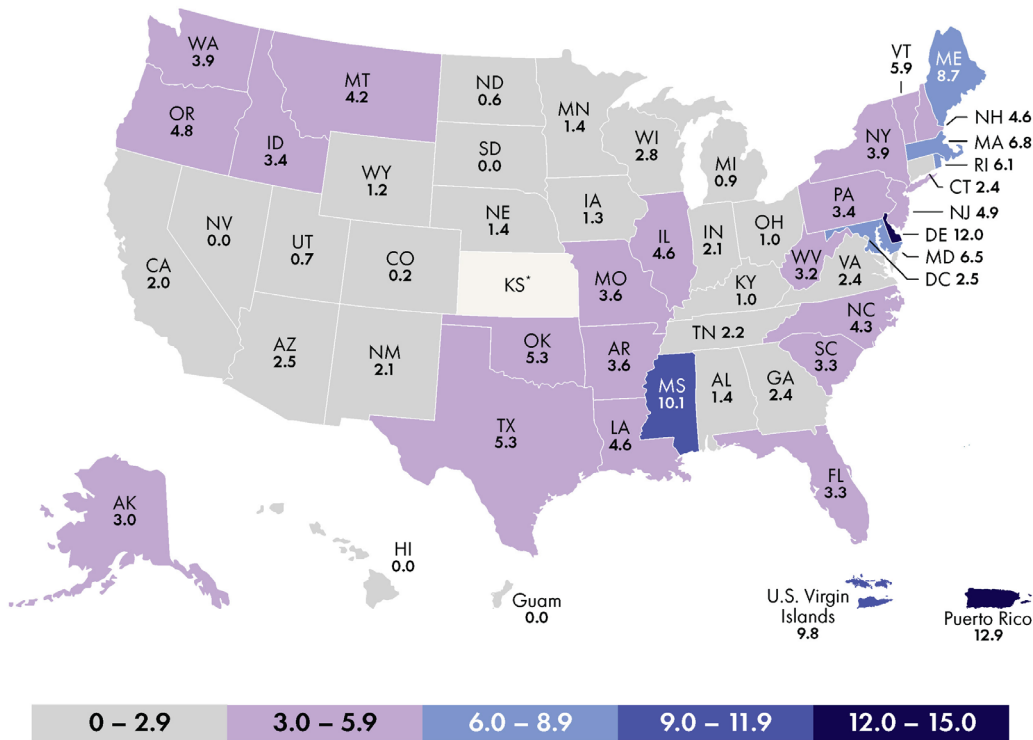 WA
3.9
MT
4.2
ND
0.6
MN
1.4
VT
5.9
ME
8.7
OR
4.8
ID
3.4
SD
0.0
WI
2.8
MI
0.9
NY
3.9
NH 4.6
MA 6.8
RI 6.1
CT 2.4
WY
1.2
NE
1.4
IA
1.3
PA
3.4
NJ 4.9
DE 12.0
MD 6.5
DC 2.5
NV
0.0
UT
0.7
CO
0.2
KS*
IL
4.6
IN
2.1
OH
1.0
WV
3.2
VA
2.4
CA
2.0
MO
3.6
KY
1.0
NC
4.3
AZ
2.5
NM
2.1
OK
5.3
AR
3.6
TN 2.2
SC
3.3
TX
5.3
LA
4.6
MS
10.1
AL
1.4
GA
2.4
FL
3.3
AK
3.0
HI
0.0
Guam
0.0
U.S. Virgin
Islands
9.8
Puerto Rico
12.9
0 – 2.9
3.0 – 5.9
6.0 – 8.9
9.0 – 11.9
12.0 – 15.0